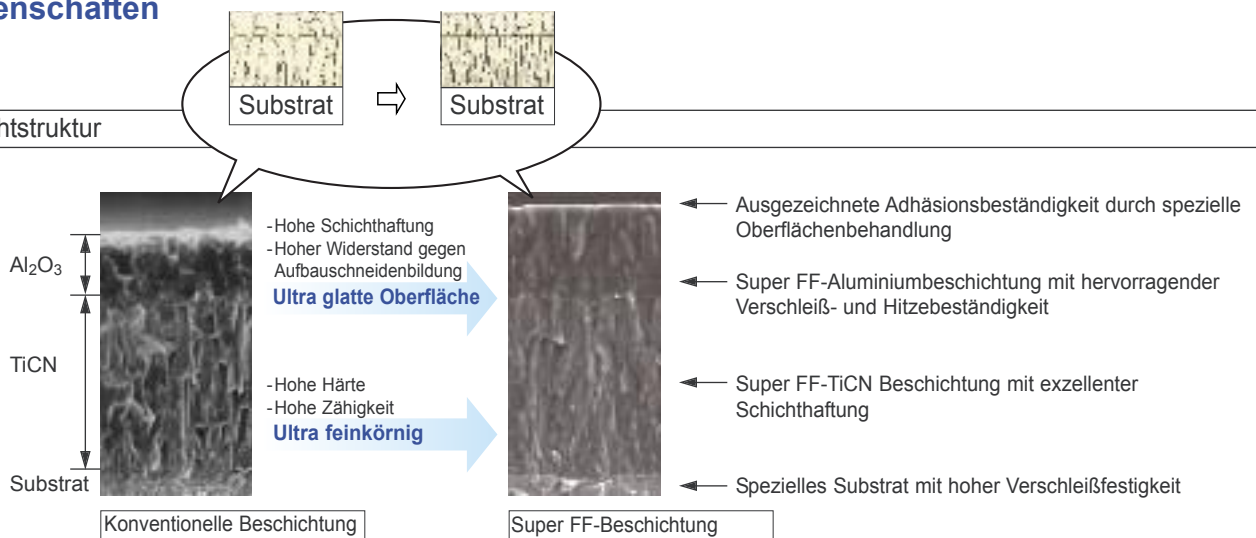 enschaften
Substrat
Substrat
htstruktur
Al₂O₃
TiCN
Substrat
-Hohe Schichthaftung
-Hoher Widerstand gegen
Aufbauschneidenbildung
Ultra glatte Oberfläche
-Hohe Härte
-Hohe Zähigkeit
Ultra feinkörnig
Ausgezeichnete Adhäsionsbeständigkeit durch spezielle
Oberflächenbehandlung
Super FF-Aluminiumbeschichtung mit hervorragender
Verschleiß- und Hitzebeständigkeit
Super FF-TiCN Beschichtung mit exzellenter
Schichthaftung
Spezielles Substrat mit hoher Verschleißfestigkeit
Konventionelle Beschichtung
Super FF-Beschichtung